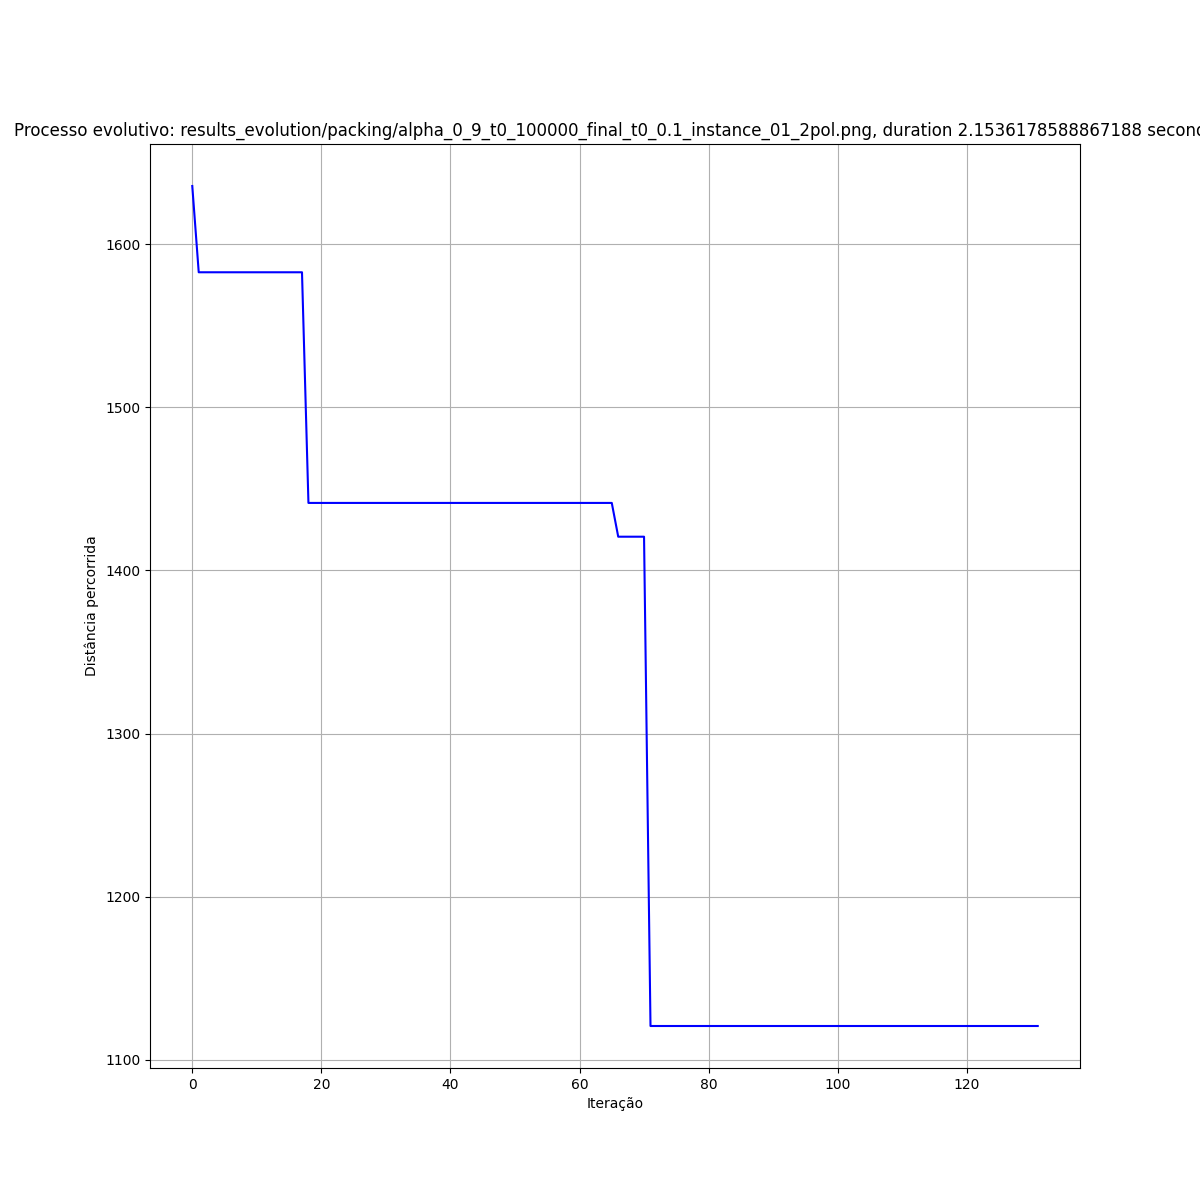 Processo evolutivo: results_evolution/packing/alpha_0_9_t0_100000_final_t0_0.1_instance_01_2pol.png, duration 2.1536178588867188
1600
1500
1400
1300
1200
1100
Distância percorrida
0 20 40 60 80 100 120
Iteração